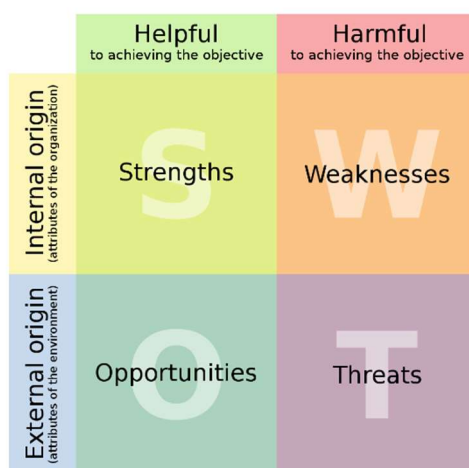 Helpful
to achieving the objective
Harmful
to achieving the objective
Internal origin
(attributes of the organization)
S
Strengths
W
Weaknesses
External origin
(attributes of the environment)
O
Opportunities
T
Threats